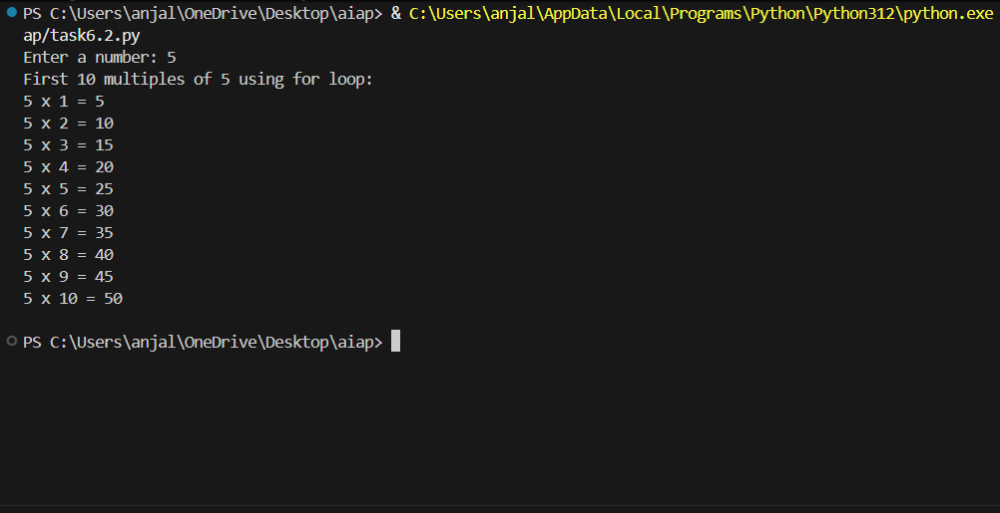 PS C:\Users\anjal\OneDrive\Desktop\aiap> & C:\Users\anjal\AppData\Local\Programs\Python\Python312\python.exe
ap/task6.2.py
Enter a number: 5
First 10 multiples of 5 using for loop:
5 x 1 = 5
5 x 2 = 10
5 x 3 = 15
5 x 4 = 20
5 x 5 = 25
5 x 6 = 30
5 x 7 = 35
5 x 8 = 40
5 x 9 = 45
5 x 10 = 50
PS C:\Users\anjal\OneDrive\Desktop\aiap>